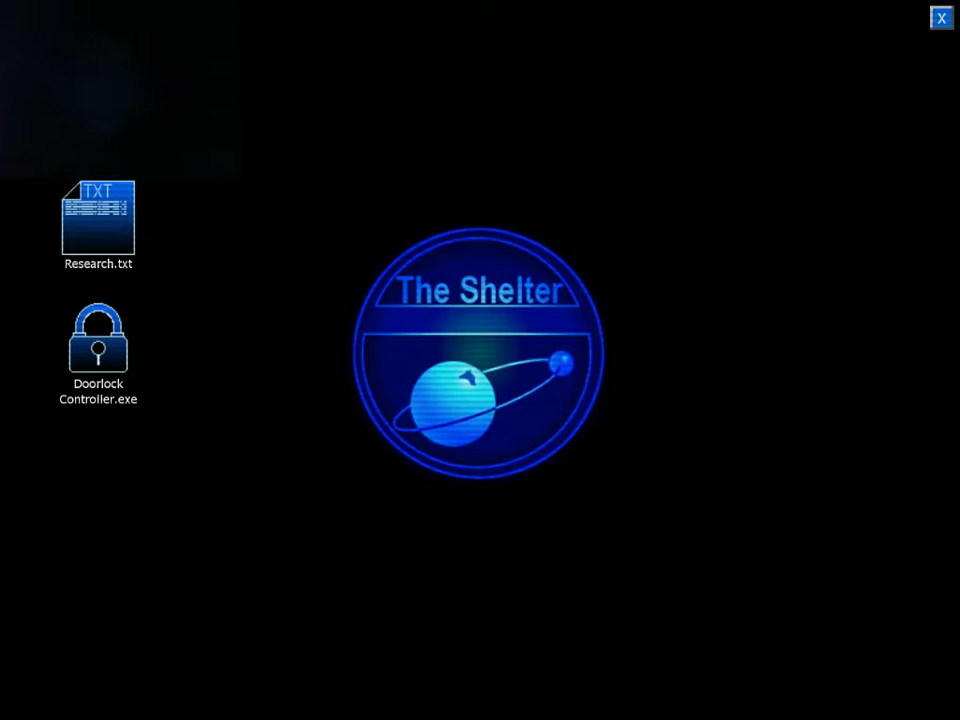 X
TXT
Research.txt
The Shelter
Doorlock
Controller.exe